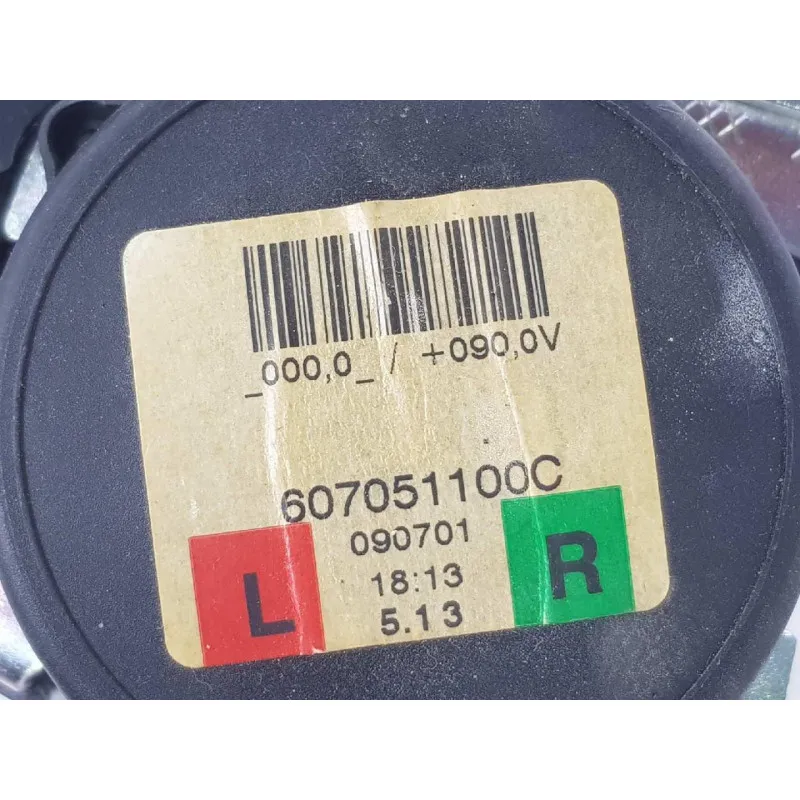 _000,0_ / +090,0V
607051100C
090701
18:13
5.13
L
R